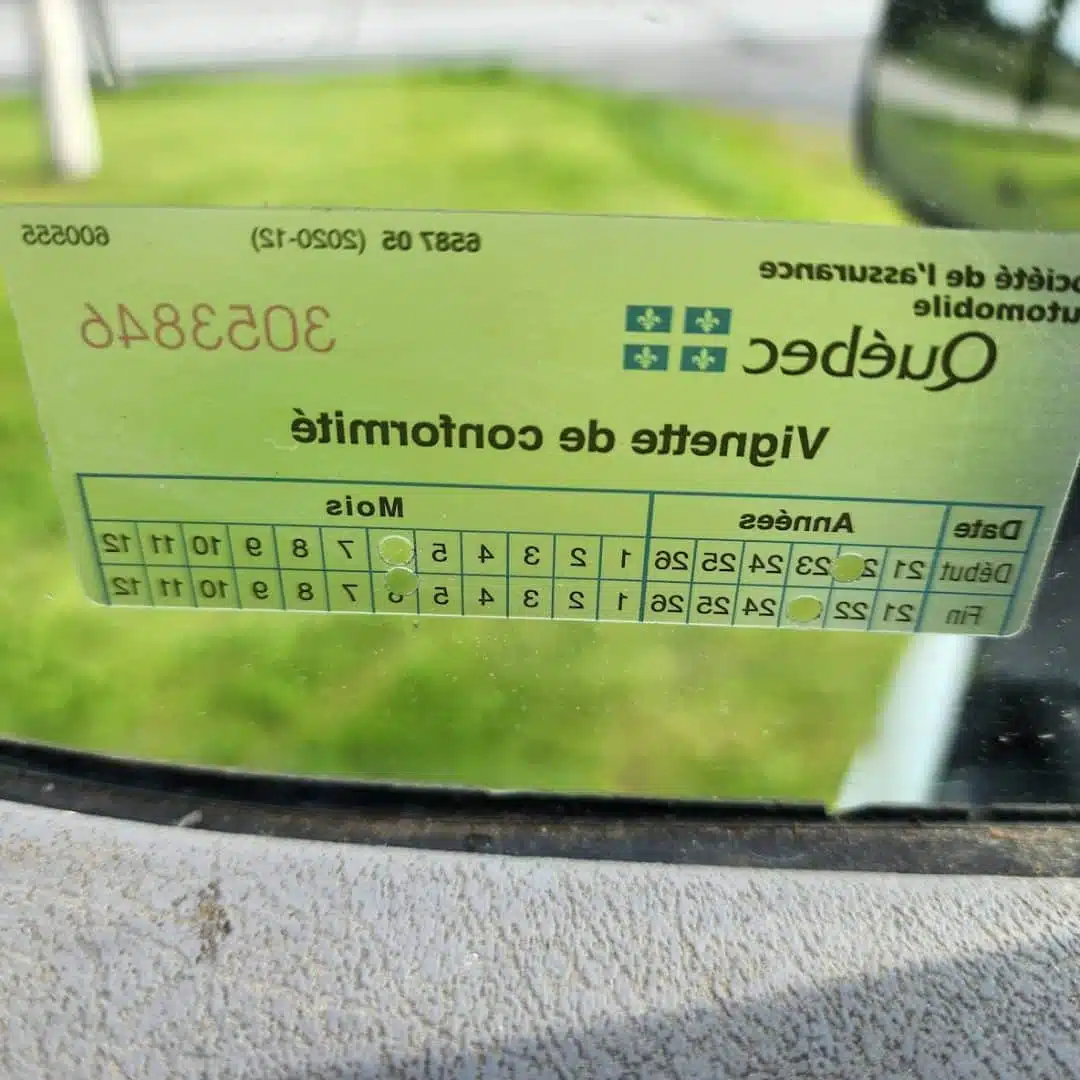 ociété de l'assurance
utomobile
Québec
6587 05 (2020-12) 600555
3053846
Vignette de conformité
Date Années Mois
Début 21 23 24 25 26 1 2 3 4 5 7 8 9 10 11 12
Fin 21 22 24 25 26 1 2 3 4 5 7 8 9 10 11 12